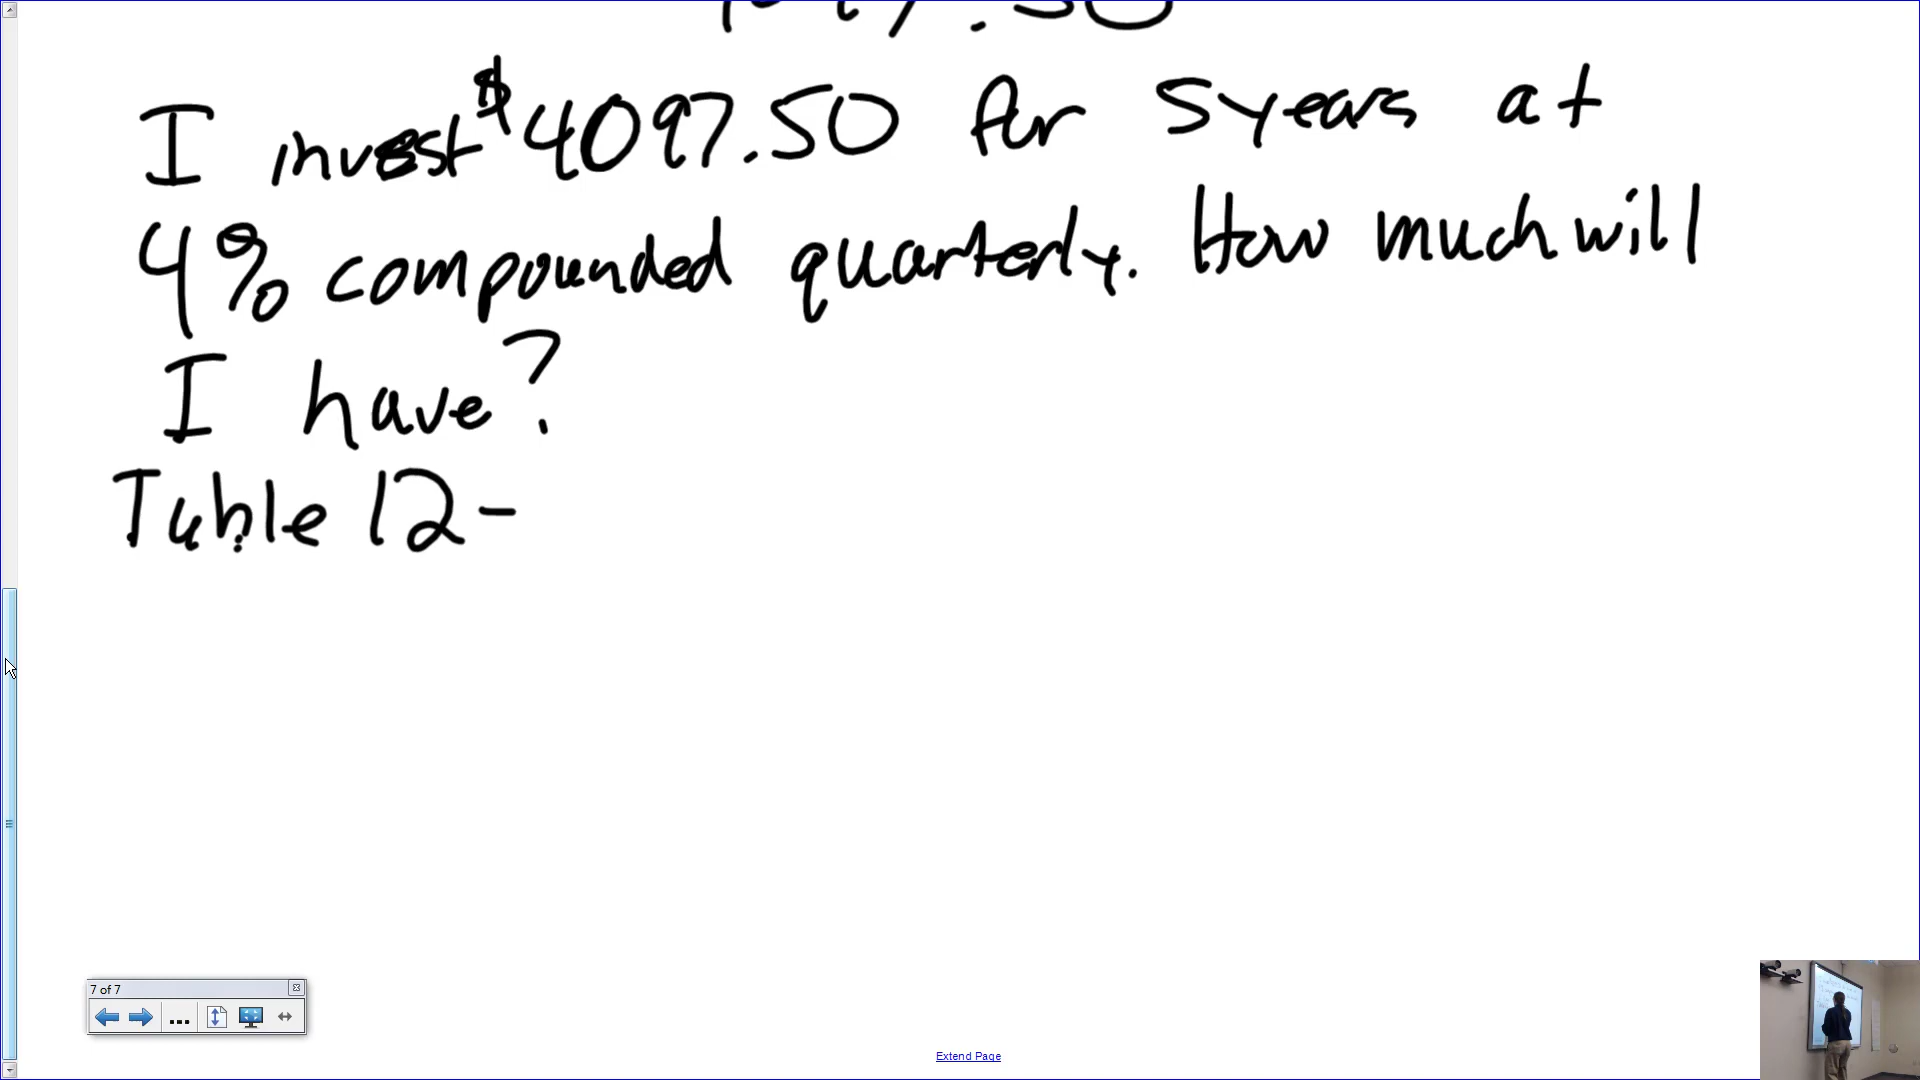 I invest $4097.50 for 5 years at
4% compounded quarterly. How much will
I have?
Table 12-
7 of 7
...
Extend Page